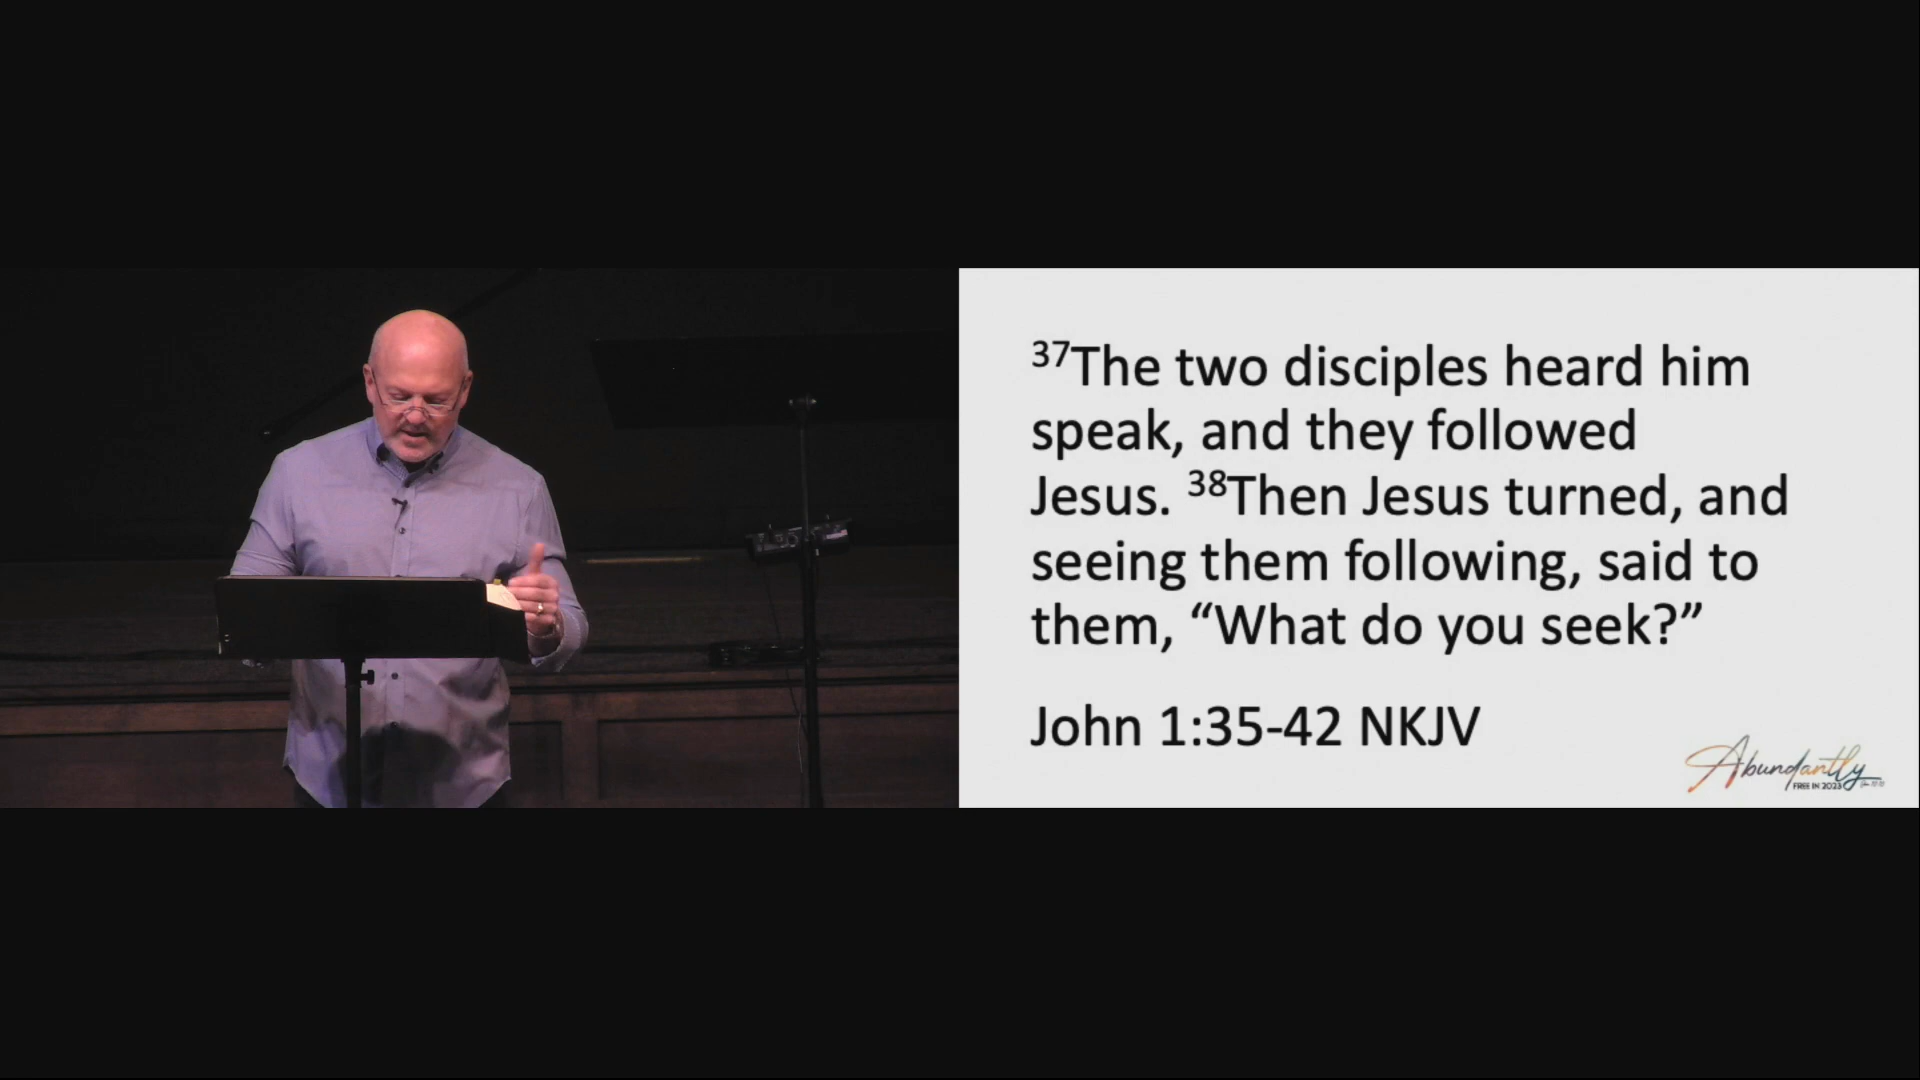 ³⁷The two disciples heard him
speak, and they followed
Jesus. ³⁸Then Jesus turned, and
seeing them following, said to
them, “What do you seek?”
John 1:35-42 NKJV
Abundantly
FREE IN 2023